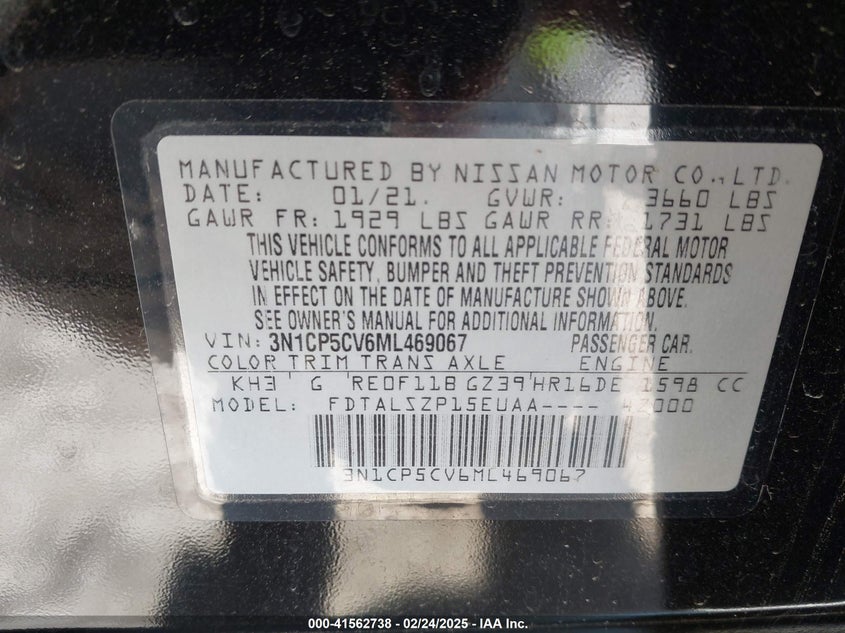 MANUFACTURED BY NISSAN MOTOR CO., LTD.
DATE: 01/21. GVWR: 3660 LBS
GAWR FR: 1929 LBS GAWR RR: 1731 LBS
THIS VEHICLE CONFORMS TO ALL APPLICABLE FEDERAL MOTOR
VEHICLE SAFETY, BUMPER AND THEFT PREVENTION STANDARDS
IN EFFECT ON THE DATE OF MANUFACTURE SHOWN ABOVE.
SEE OWNER'S MANUAL FOR ADDITIONAL INFORMATION.
VIN: 3N1CP5CV6ML469067 PASSENGER CAR.
COLOR TRIM TRANS AXLE ENGINE
KH3 G RE0F11B GZ39 HR16DE 1598 CC
MODEL: FDTALSZP15EUAA----
3N1CP5CV6ML469067
000-41562738 - 02/24/2025 - IAA Inc.